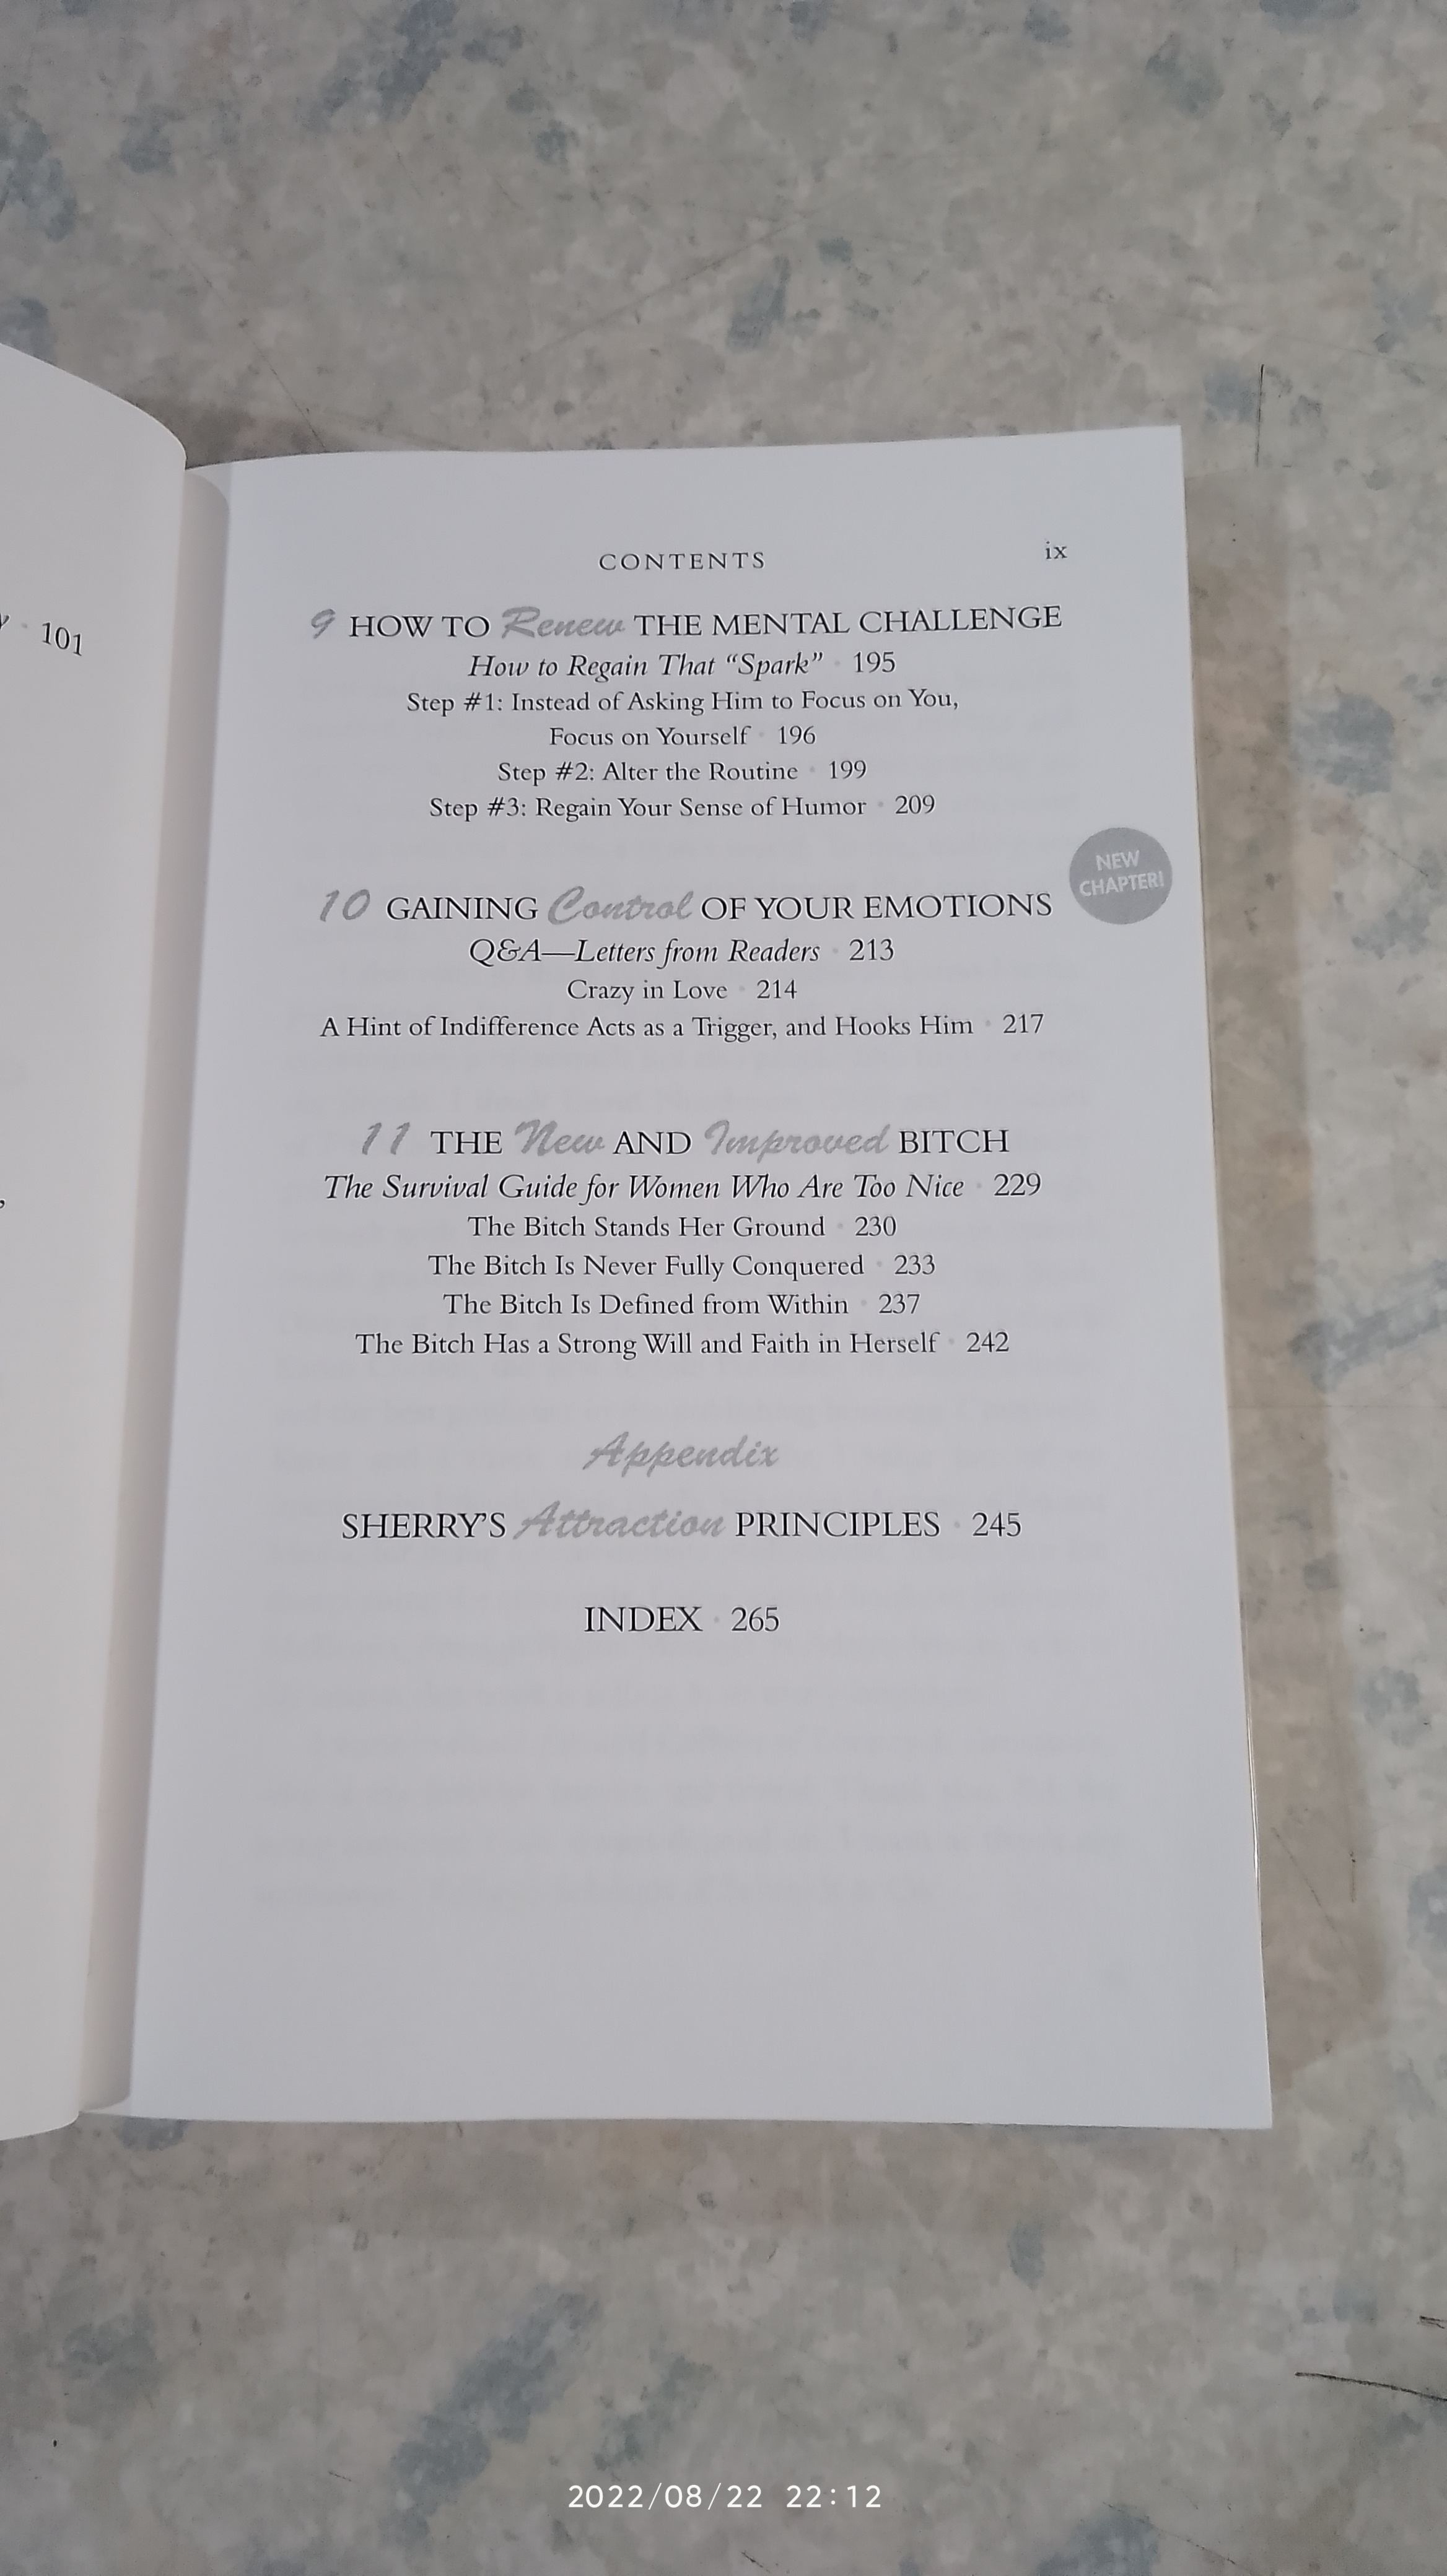 101
CONTENTS ix
9 HOW TO Renew THE MENTAL CHALLENGE
How to Regain That “Spark” • 195
Step #1: Instead of Asking Him to Focus on You,
Focus on Yourself • 196
Step #2: Alter the Routine • 199
Step #3: Regain Your Sense of Humor • 209
NEW
CHAPTER!
10 GAINING Control OF YOUR EMOTIONS
Q&A—Letters from Readers • 213
Crazy in Love • 214
A Hint of Indifference Acts as a Trigger, and Hooks Him • 217
11 THE New AND Improved BITCH
The Survival Guide for Women Who Are Too Nice • 229
The Bitch Stands Her Ground • 230
The Bitch Is Never Fully Conquered • 233
The Bitch Is Defined from Within • 237
The Bitch Has a Strong Will and Faith in Herself • 242
Appendix
SHERRY’S Attraction PRINCIPLES • 245
INDEX • 265
2022/08/22 22:12